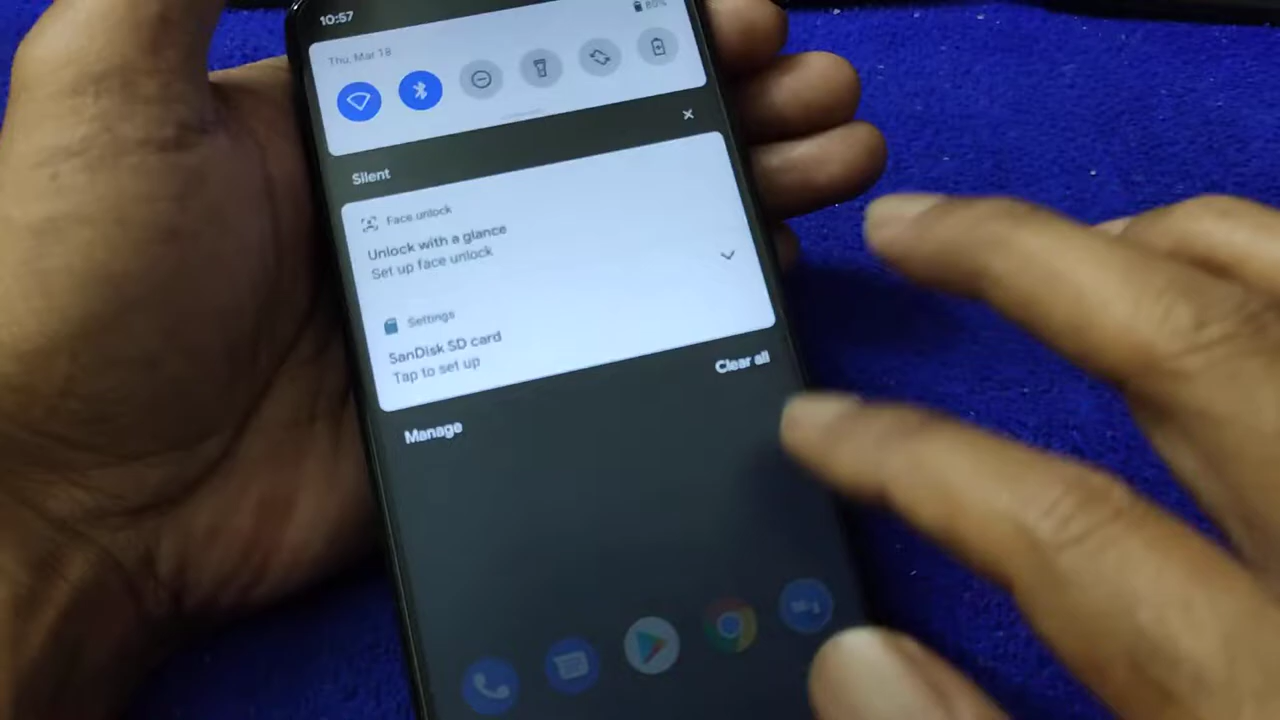 10:57
80%
Thu, Mar 18
Silent
Face unlock
Unlock with a glance
Set up face unlock
Settings
SanDisk SD card
Tap to set up
Clear all
Manage